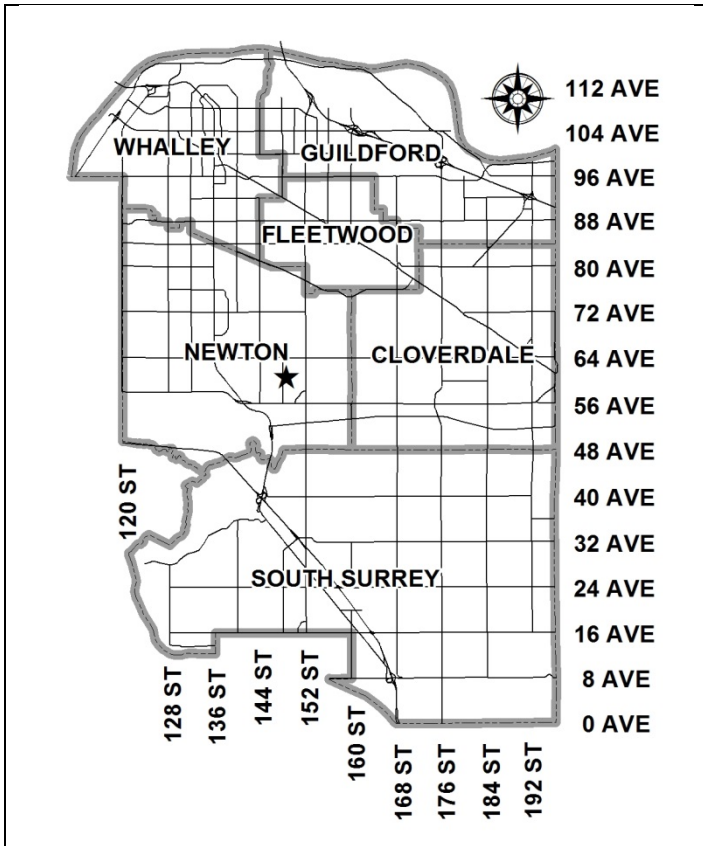 112 AVE
104 AVE
WHALLEY
GUILDFORD
96 AVE
88 AVE
FLEETWOOD
80 AVE
72 AVE
NEWTON
CLOVERDALE
64 AVE
56 AVE
48 AVE
120 ST
40 AVE
32 AVE
SOUTH SURREY
24 AVE
16 AVE
8 AVE
0 AVE
128 ST
136 ST
144 ST
152 ST
160 ST
168 ST
176 ST
184 ST
192 ST